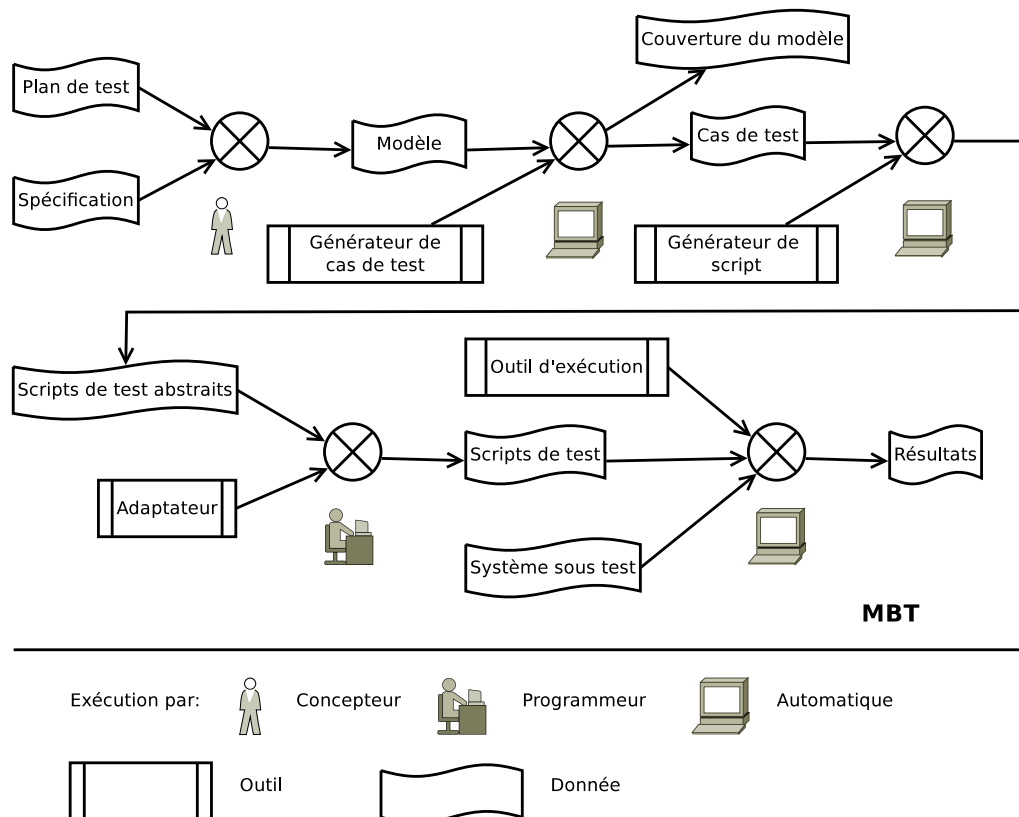 Couverture du modèle
Plan de test
Modèle
Cas de test
Spécification
Générateur de
cas de test
Générateur de
script
Scripts de test abstraits
Outil d'exécution
Scripts de test
Résultats
Adaptateur
Système sous test
MBT
Exécution par:
Concepteur
Programmeur
Automatique
Outil
Donnée